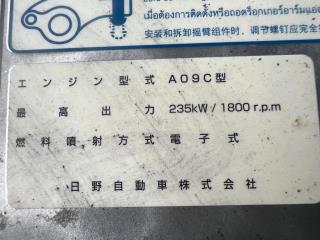 เมื่อต้องการติดตั้งหรือถอดร็อกเกอร์อาร์มแอส
安装和拆卸摇臂组件时，调节螺钉应完全
エンジン型式 A09C型
最高出力 235kW / 1800 r.p.m
燃料噴射方式 電子式
日野自動車株式会社